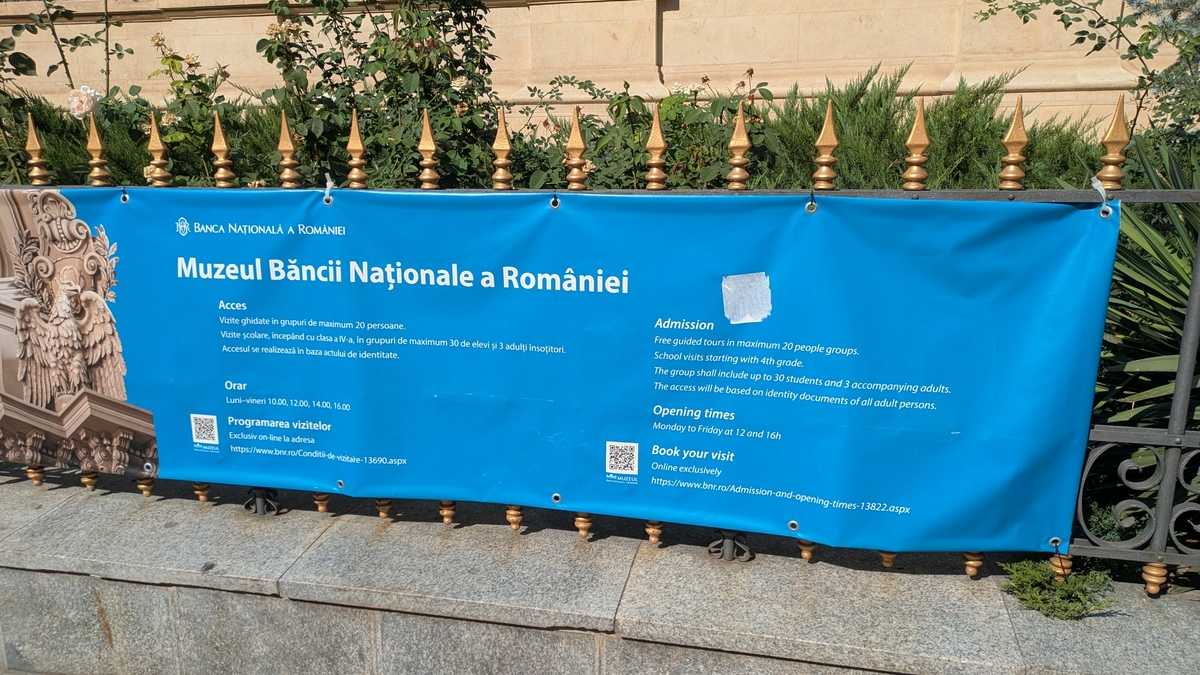 BANCA NAȚIONALĂ A ROMÂNIEI
Muzeul Băncii Naționale a României
Acces
Vizite ghidate în grupuri de maximum 20 persoane.
Vizite școlare, începând cu clasa a IV-a, în grupuri de maximum 30 de elevi și 3 adulți însoțitori.
Accesul se realizează în baza actului de identitate.
Orar
Luni–vineri 10.00, 12.00, 14.00, 16.00
Programarea vizitelor
Exclusiv on-line la adresa
https://www.bnr.ro/Conditii-de-vizitare-13690.aspx
MUZEUL
Admission
Free guided tours in maximum 20 people groups.
School visits starting with 4th grade.
The group shall include up to 30 students and 3 accompanying adults.
The access will be based on identity documents of all adult persons.
Opening times
Monday to Friday at 12 and 16h
Book your visit
Online exclusively
https://www.bnr.ro/Admission-and-opening-times-13822.aspx
MUZEUL